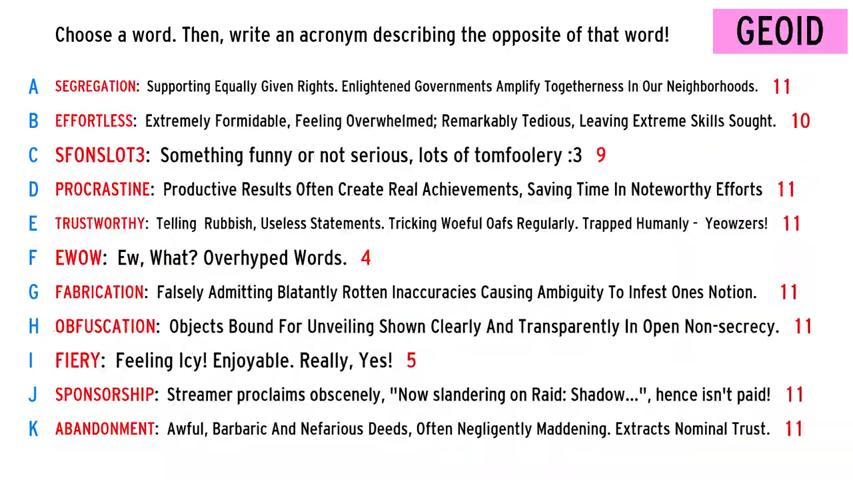 Choose a word. Then, write an acronym describing the opposite of that word! GEOID
A SEGREGATION: Supporting Equally Given Rights. Enlightened Governments Amplify Togetherness In Our Neighborhoods. 11
B EFFORTLESS: Extremely Formidable, Feeling Overwhelmed; Remarkably Tedious, Leaving Extreme Skills Sought. 10
C SFONSLOT3: Something funny or not serious, lots of tomfoolery :3 9
D PROCRASTINE: Productive Results Often Create Real Achievements, Saving Time In Noteworthy Efforts 11
E TRUSTWORTHY: Telling Rubbish, Useless Statements. Tricking Woeful Oafs Regularly. Trapped Humanly - Yeowzers! 11
F EWOW: Ew, What? Overhyped Words. 4
G FABRICATION: Falsely Admitting Blatantly Rotten Inaccuracies Causing Ambiguity To Infest Ones Notion. 11
H OBFUSCATION: Objects Bound For Unveiling Shown Clearly And Transparently In Open Non-secrecy. 11
I FIERY: Feeling Icy! Enjoyable. Really, Yes! 5
J SPONSORSHIP: Streamer proclaims obscenely, "Now slandering on Raid: Shadow...", hence isn't paid! 11
K ABANDONMENT: Awful, Barbaric And Nefarious Deeds, Often Negligently Maddening. Extracts Nominal Trust. 11